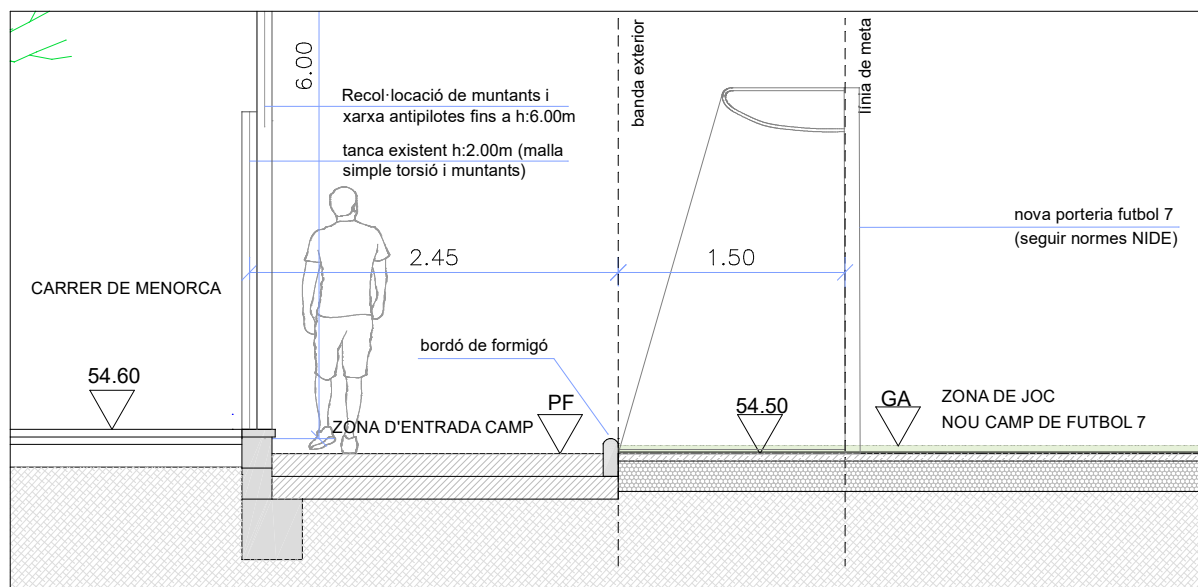 6.00
banda exterior
línia de meta
Recol·locació de muntants i
xarxa antipilotes fins a h:6.00m
tanca existent h:2.00m (malla
simple torsió i muntants)
nova porteria futbol 7
(seguir normes NIDE)
2.45
1.50
CARRER DE MENORCA
bordó de formigó
54.60
ZONA D'ENTRADA CAMP
PF
54.50
GA
ZONA DE JOC
NOU CAMP DE FUTBOL 7